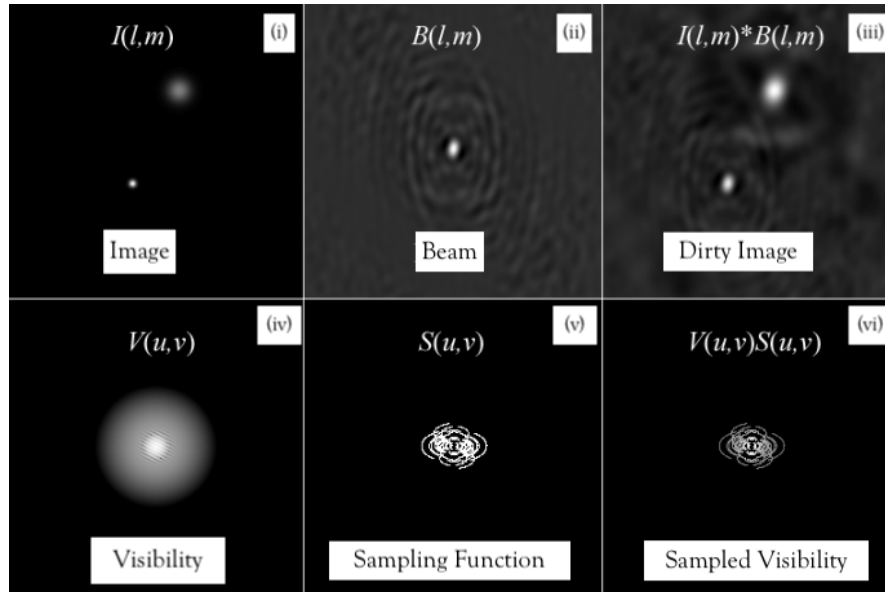 I(l,m) (i)
Image
B(l,m) (ii)
Beam
I(l,m)*B(l,m) (iii)
Dirty Image
V(u,v) (iv)
Visibility
S(u,v) (v)
Sampling Function
V(u,v)S(u,v) (vi)
Sampled Visibility